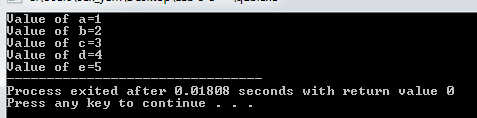 Value of a=1
Value of b=2
Value of c=3
Value of d=4
Value of e=5
--------------------------------
Process exited after 0.01808 seconds with return value 0
Press any key to continue . . .